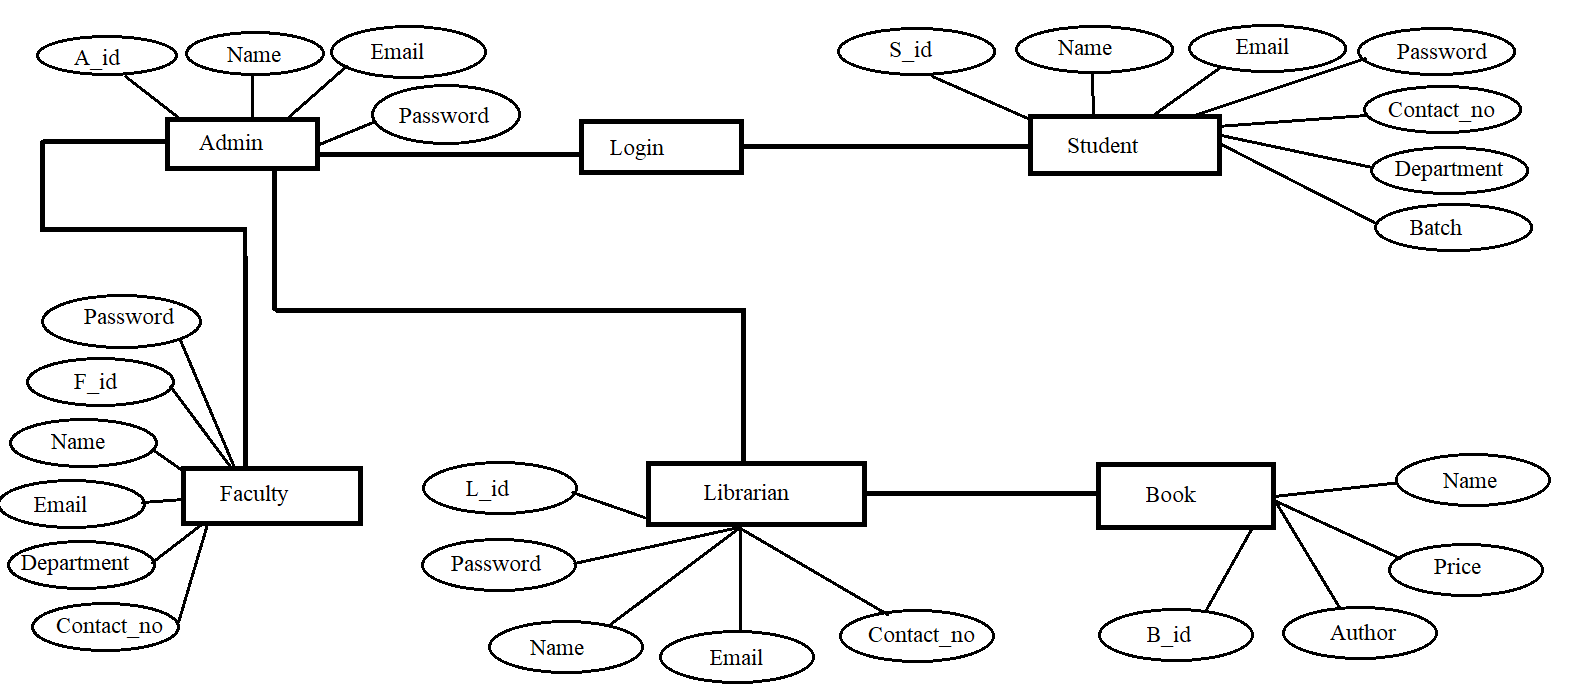 A_id
Name
Email
Password
Admin
Login
S_id
Name
Email
Password
Contact_no
Department
Batch
Student
Password
F_id
Name
Email
Department
Contact_no
Faculty
L_id
Password
Name
Email
Contact_no
Librarian
Book
Name
Price
Author
B_id